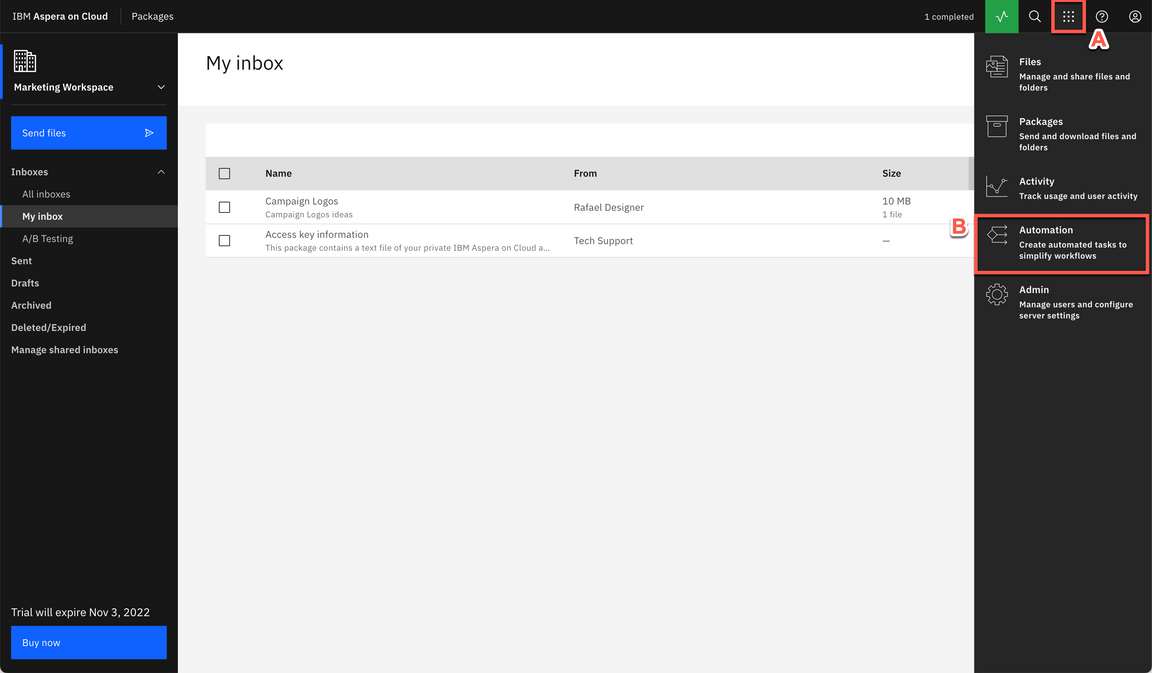 IBM Aspera on Cloud
Packages
1 completed
A
Marketing Workspace
Send files
Inboxes
All inboxes
My inbox
A/B Testing
Sent
Drafts
Archived
Deleted/Expired
Manage shared inboxes
Trial will expire Nov 3, 2022
Buy now
My inbox
Name From Size
Campaign Logos
Campaign Logos ideas
Rafael Designer
10 MB
1 file
Access key information
This package contains a text file of your private IBM Aspera on Cloud a...
Tech Support
—
Files
Manage and share files and
folders
Packages
Send and download files and
folders
Activity
Track usage and user activity
B
Automation
Create automated tasks to
simplify workflows
Admin
Manage users and configure
server settings